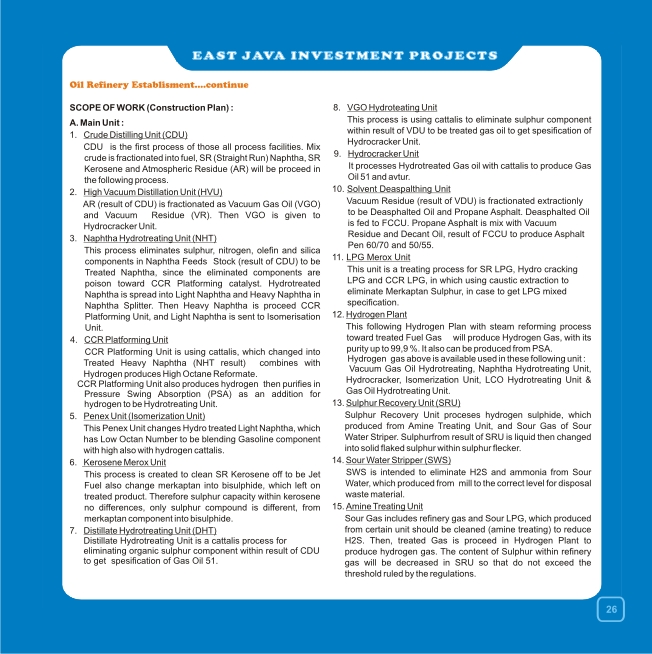 EAST JAVA INVESTMENT PROJECTS
Oil Refinery Establisment....continue
SCOPE OF WORK (Construction Plan) :
A. Main Unit :
1. Crude Distilling Unit (CDU)
CDU is the first process of those all process facilities. Mix
crude is fractionated into fuel, SR (Straight Run) Naphtha, SR
Kerosene and Atmospheric Residue (AR) will be proceed in
the following process.
2. High Vacuum Distillation Unit (HVU)
AR (result of CDU) is fractionated as Vacuum Gas Oil (VGO)
and Vacuum Residue (VR). Then VGO is given to
Hydrocracker Unit.
3. Naphtha Hydrotreating Unit (NHT)
This process eliminates sulphur, nitrogen, olefin and silica
components in Naphtha Feeds Stock (result of CDU) to be
Treated Naphtha, since the eliminated components are
poison toward CCR Platforming catalyst. Hydrotreated
Naphtha is spread into Light Naphtha and Heavy Naphtha in
Naphtha Splitter. Then Heavy Naphtha is proceed CCR
Platforming Unit, and Light Naphtha is sent to Isomerisation
Unit.
4. CCR Platforming Unit
CCR Platforming Unit is using cattalis, which changed into
Treated Heavy Naphtha (NHT result) combines with
Hydrogen produces High Octane Reformate.
CCR Platforming Unit also produces hydrogen then purifies in
Pressure Swing Absorption (PSA) as an addition for
hydrogen to be Hydrotreating Unit.
5. Penex Unit (Isomerization Unit)
This Penex Unit changes Hydro treated Light Naphtha, which
has Low Octan Number to be blending Gasoline component
with high also with hydrogen cattalis.
6. Kerosene Merox Unit
This process is created to clean SR Kerosene off to be Jet
Fuel also change merkaptan into bisulphide, which left on
treated product. Therefore sulphur capacity within kerosene
no differences, only sulphur compound is different, from
merkaptan component into bisulphide.
7. Distillate Hydrotreating Unit (DHT)
Distillate Hydrotreating Unit is a cattalis process for
eliminating organic sulphur component within result of CDU
to get spesification of Gas Oil 51.
8. VGO Hydroteating Unit
This process is using cattalis to eliminate sulphur component
within result of VDU to be treated gas oil to get spesification of
Hydrocracker Unit.
9. Hydrocracker Unit
It processes Hydrotreated Gas oil with cattalis to produce Gas
Oil 51 and avtur.
10. Solvent Deaspalthing Unit
Vacuum Residue (result of VDU) is fractionated extractionly
to be Deasphalted Oil and Propane Asphalt. Deasphalted Oil
is fed to FCCU. Propane Asphalt is mix with Vacuum
Residue and Decant Oil, result of FCCU to produce Asphalt
Pen 60/70 and 50/55.
11. LPG Merox Unit
This unit is a treating process for SR LPG, Hydro cracking
LPG and CCR LPG, in which using caustic extraction to
eliminate Merkaptan Sulphur, in case to get LPG mixed
specification.
12. Hydrogen Plant
This following Hydrogen Plan with steam reforming process
toward treated Fuel Gas will produce Hydrogen Gas, with its
purity up to 99,9 %. It also can be produced from PSA.
Hydrogen gas above is available used in these following unit :
Vacuum Gas Oil Hydrotreating, Naphtha Hydrotreating Unit,
Hydrocracker, Isomerization Unit, LCO Hydrotreating Unit &
Gas Oil Hydrotreating Unit.
13. Sulphur Recovery Unit (SRU)
Sulphur Recovery Unit proceses hydrogen sulphide, which
produced from Amine Treating Unit, and Sour Gas of Sour
Water Striper. Sulphurfrom result of SRU is liquid then changed
into solid flaked sulphur within sulphur flecker.
14. Sour Water Stripper (SWS)
SWS is intended to eliminate H2S and ammonia from Sour
Water, which produced from mill to the correct level for disposal
waste material.
15. Amine Treating Unit
Sour Gas includes refinery gas and Sour LPG, which produced
from certain unit should be cleaned (amine treating) to reduce
H2S. Then, treated Gas is proceed in Hydrogen Plant to
produce hydrogen gas. The content of Sulphur within refinery
gas will be decreased in SRU so that do not exceed the
threshold ruled by the regulations.
26